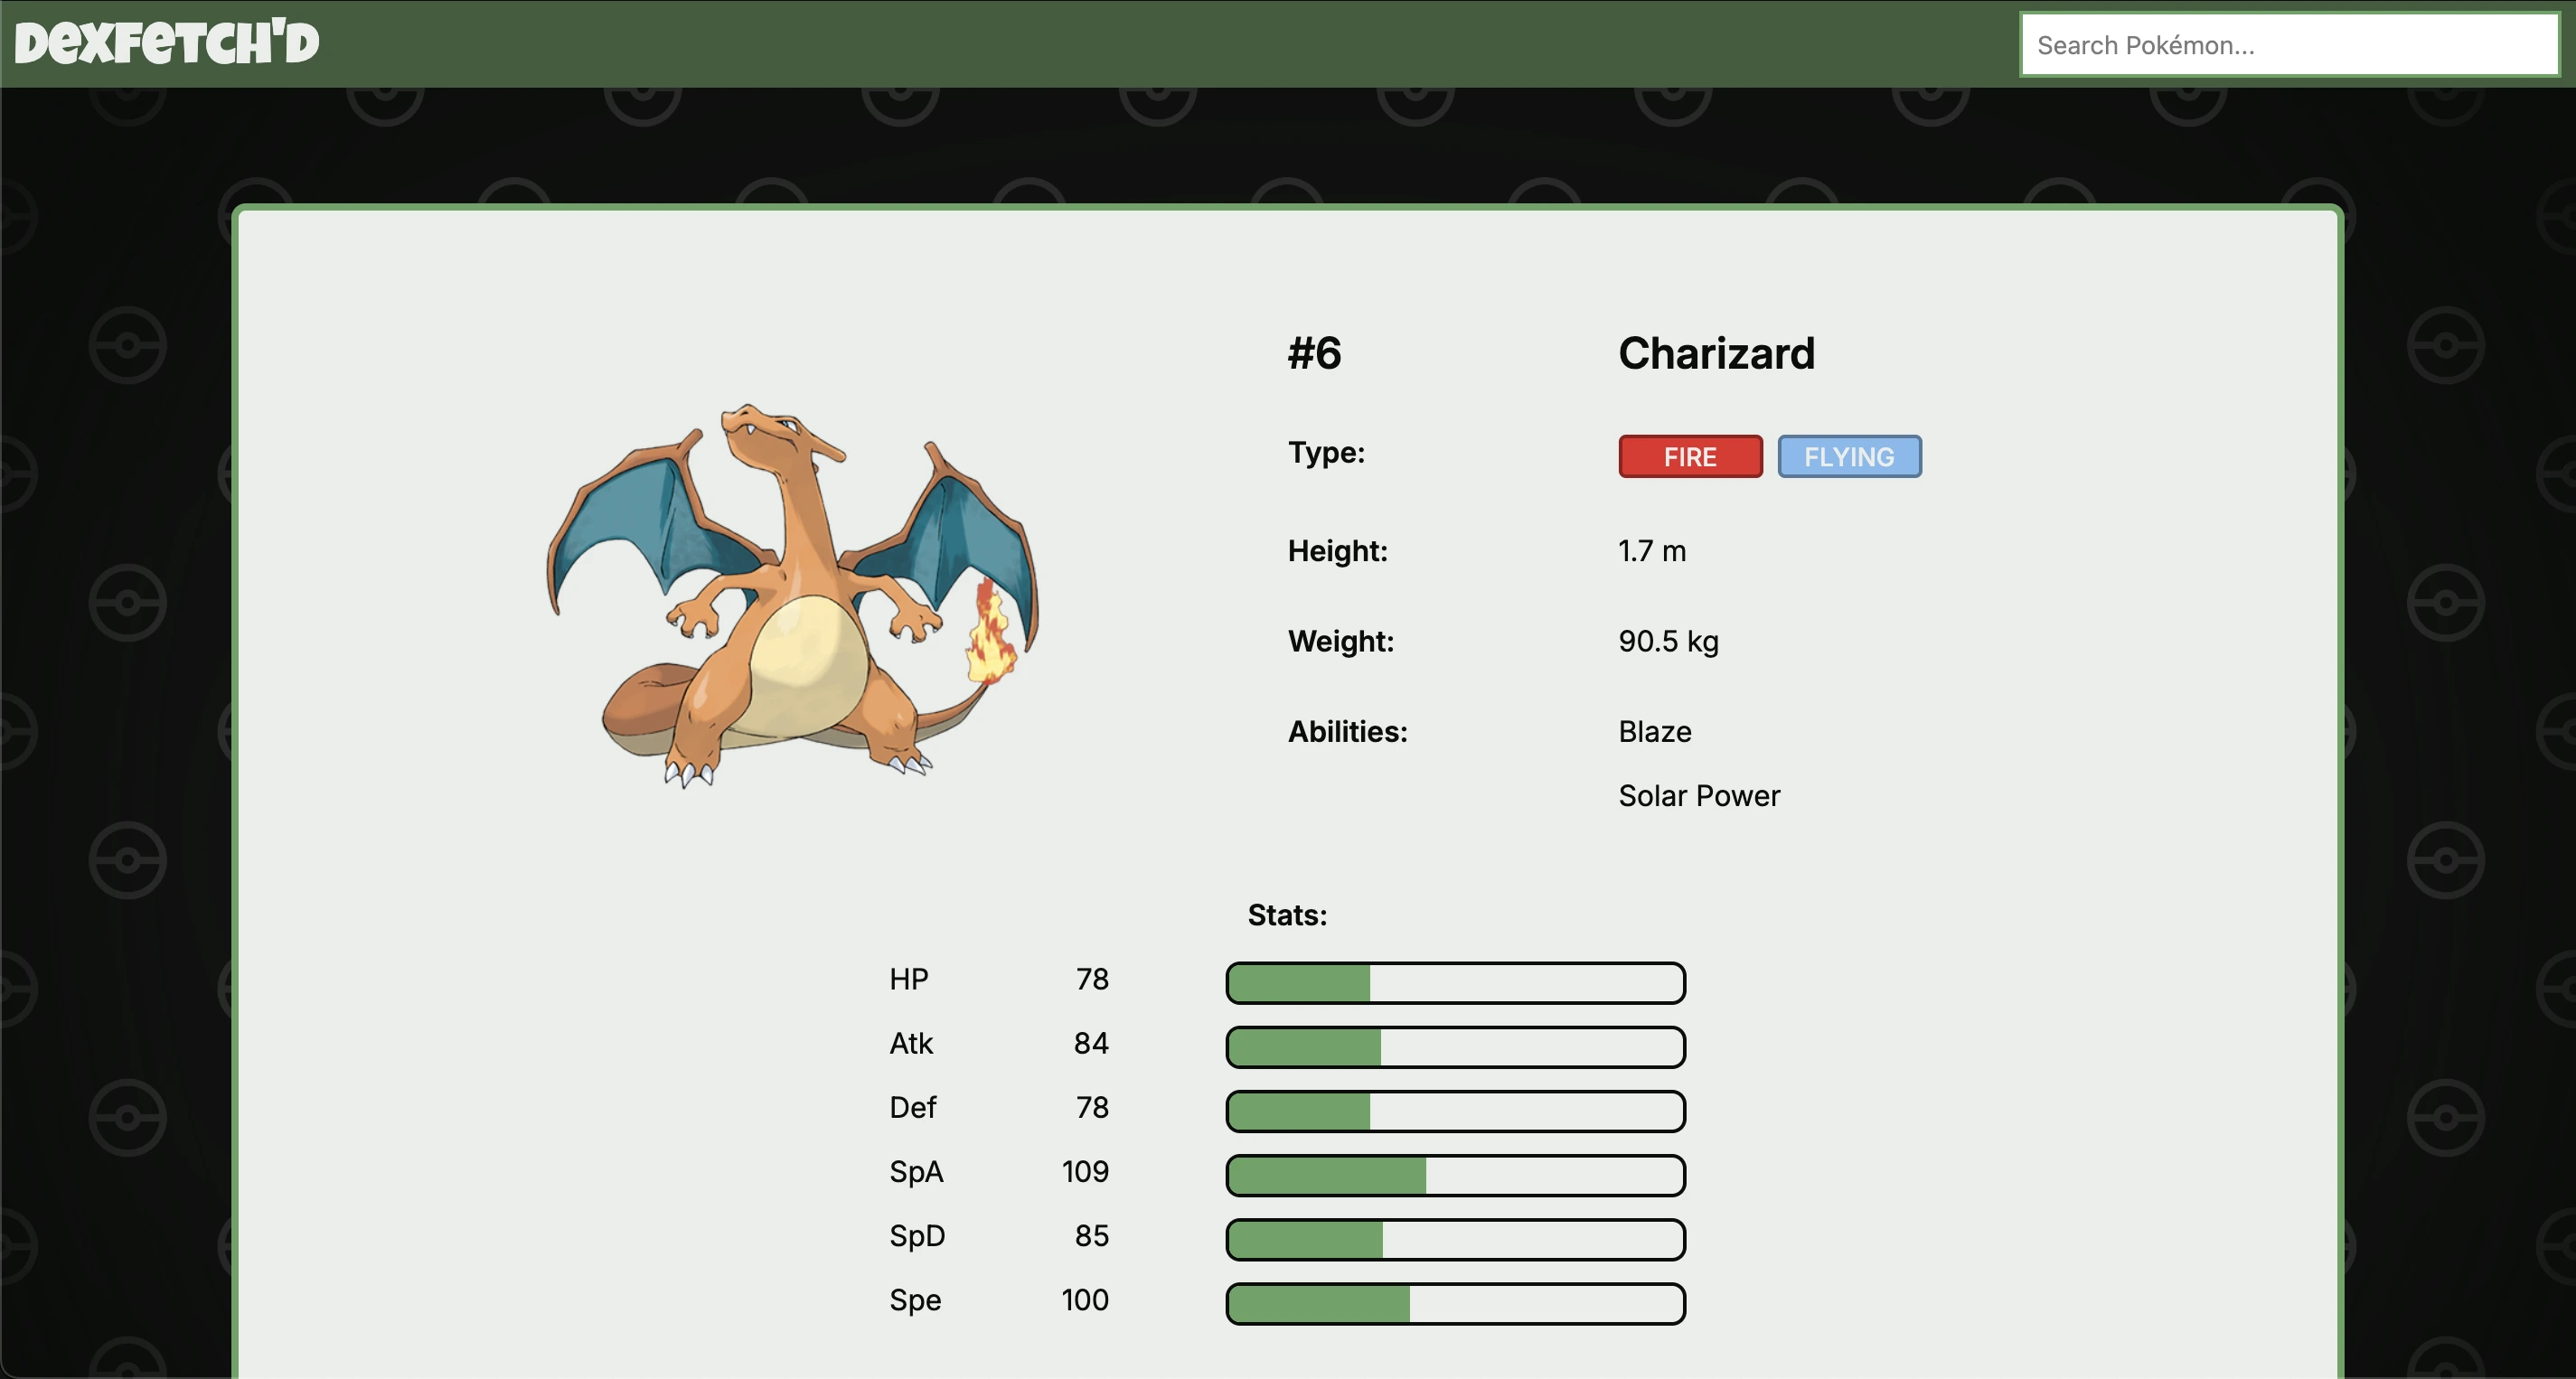 DexFetch'd
Search Pokémon...
#6 Charizard
Type: FIRE FLYING
Height: 1.7 m
Weight: 90.5 kg
Abilities: Blaze
Solar Power
Stats:
HP 78
Atk 84
Def 78
SpA 109
SpD 85
Spe 100